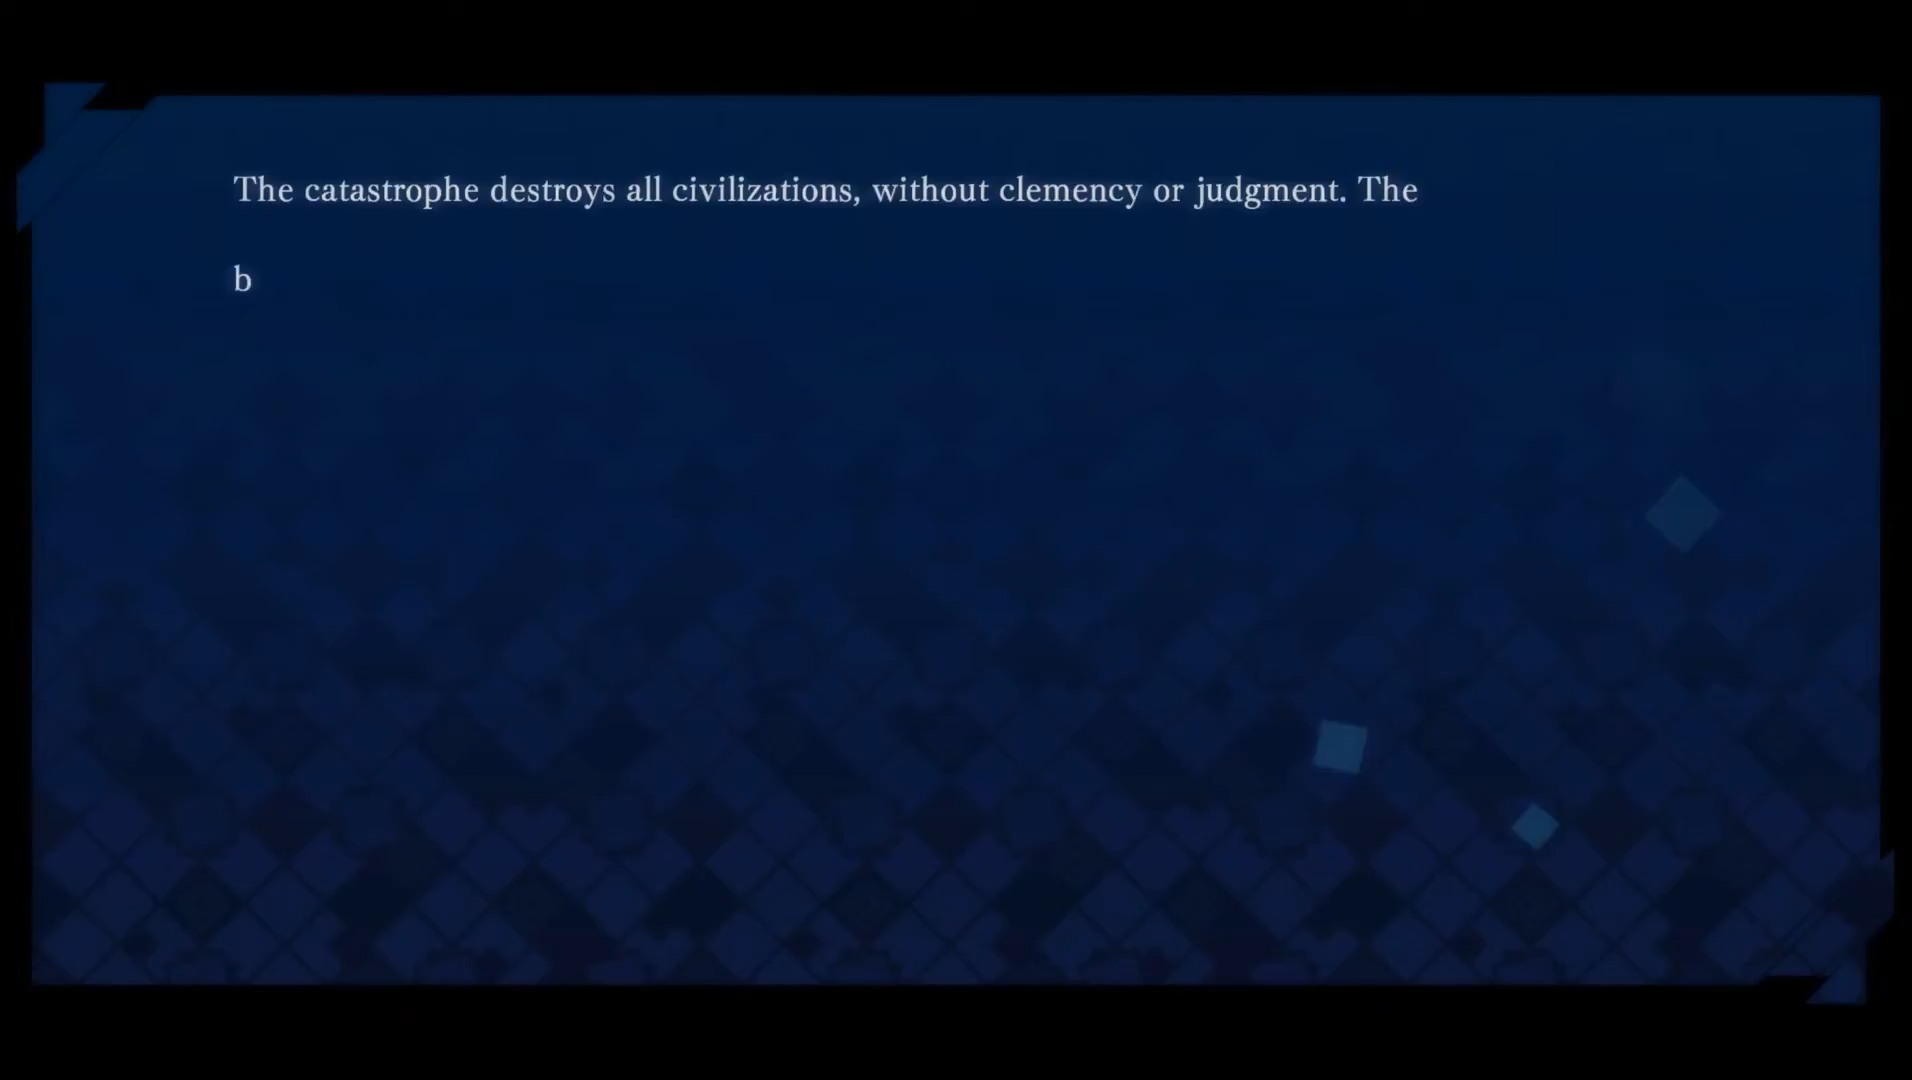 The catastrophe destroys all civilizations, without clemency or judgment. The
b